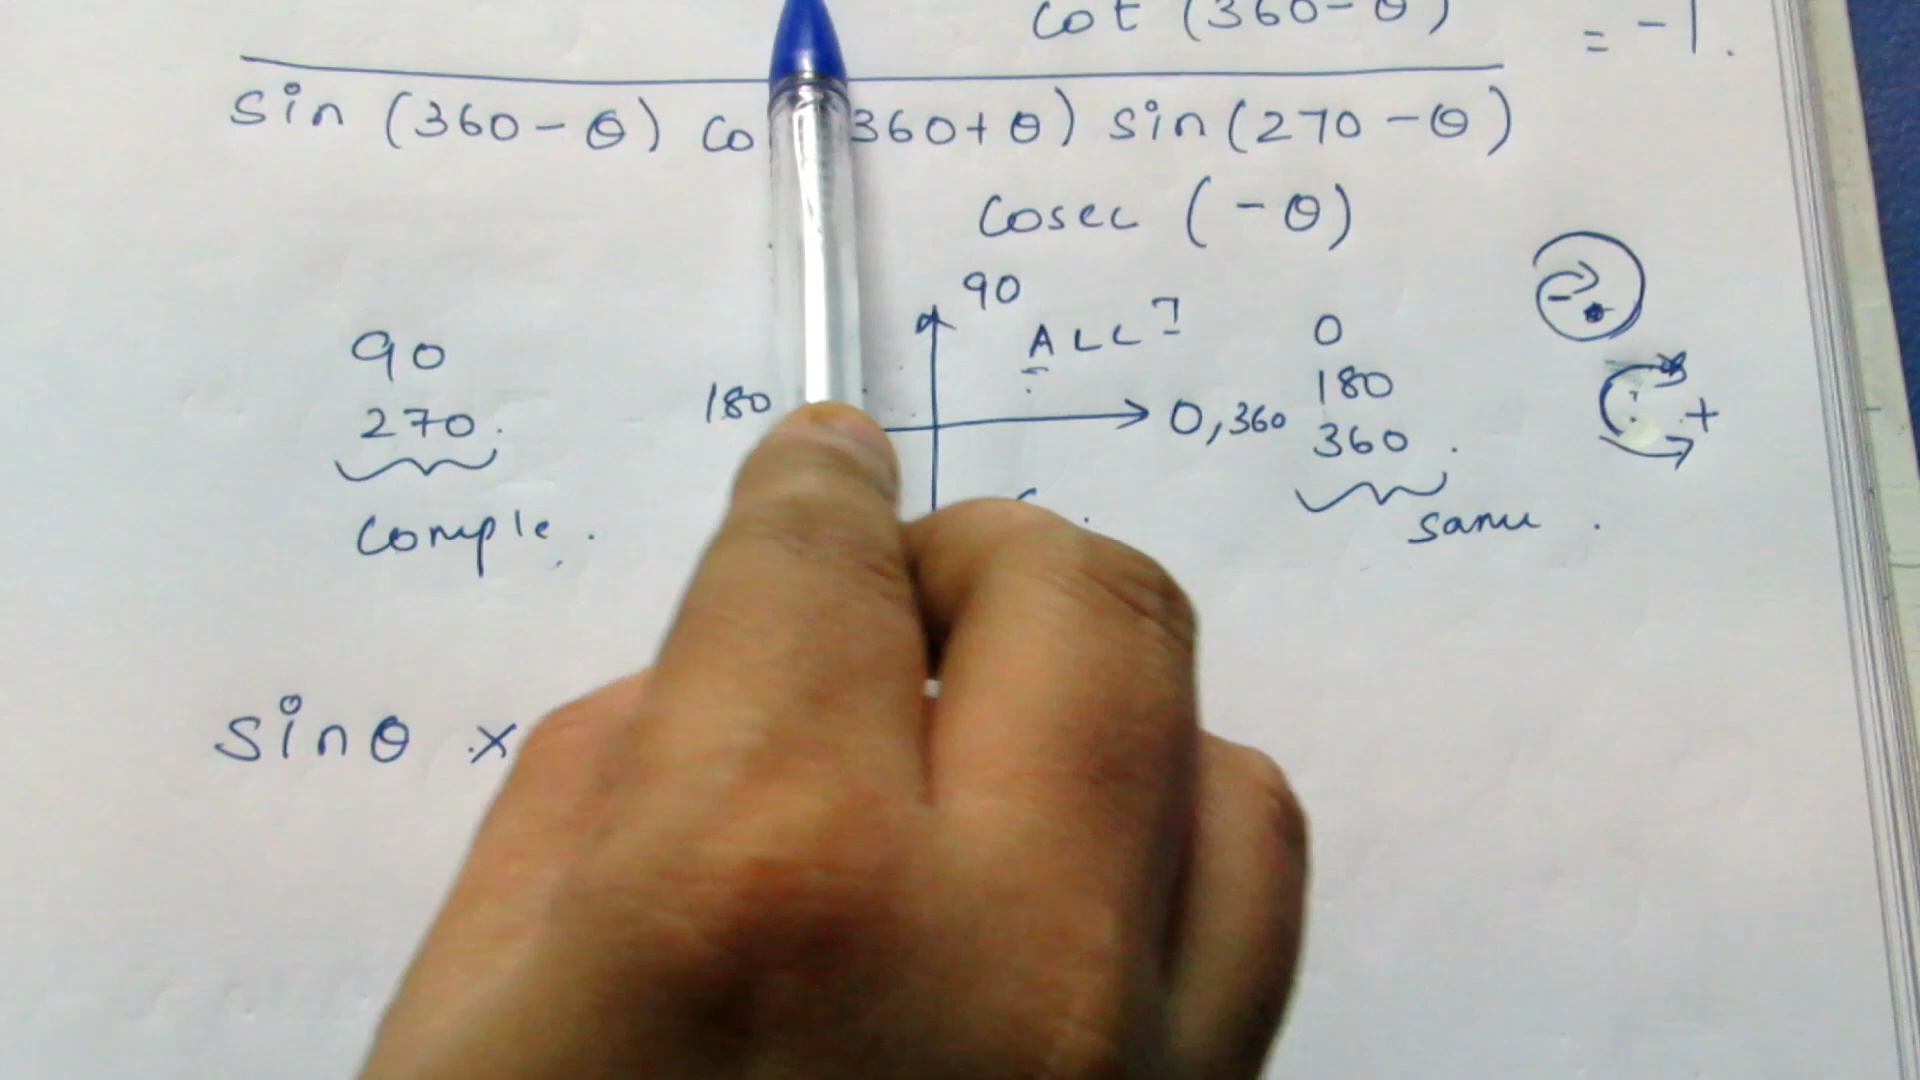 cot (360-θ) = -1.
sin (360-θ) co 360+θ) sin(270-θ)
cosec (-θ)
90
ALL
90
270.
180
0,360
0
180
360.
+
comple.
same.
sinθ ×